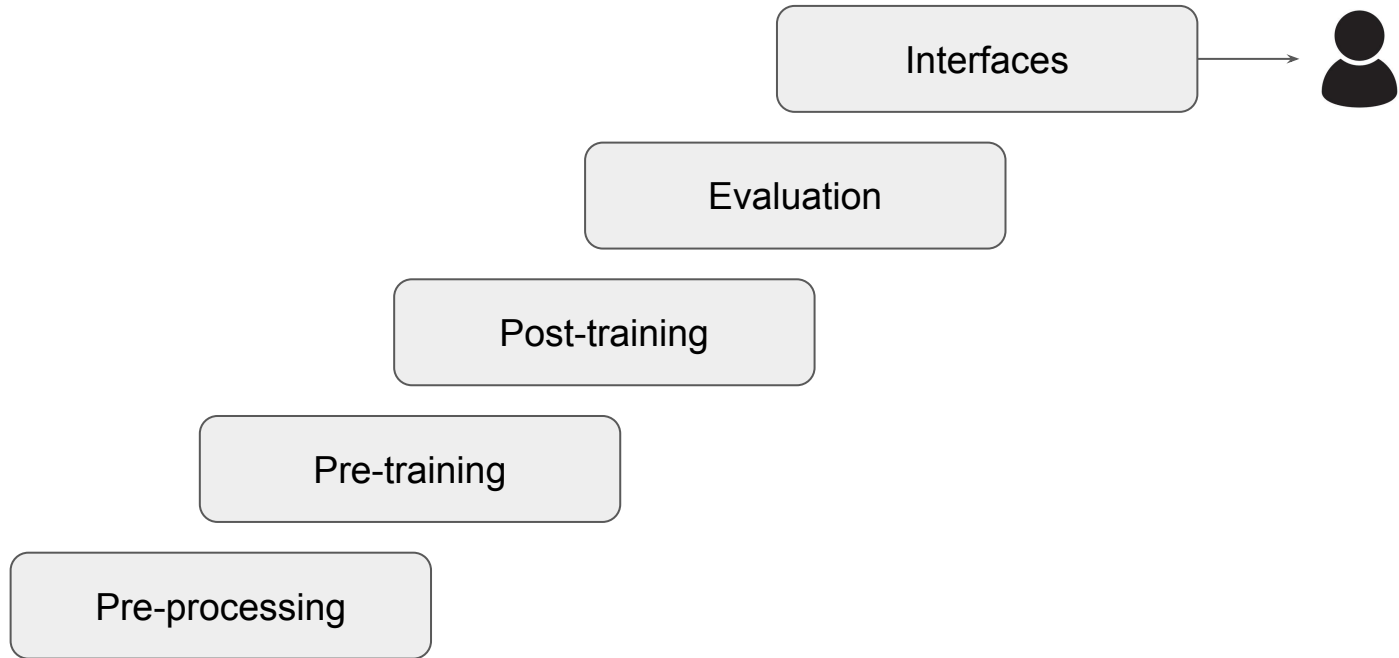 Interfaces
Evaluation
Post-training
Pre-training
Pre-processing